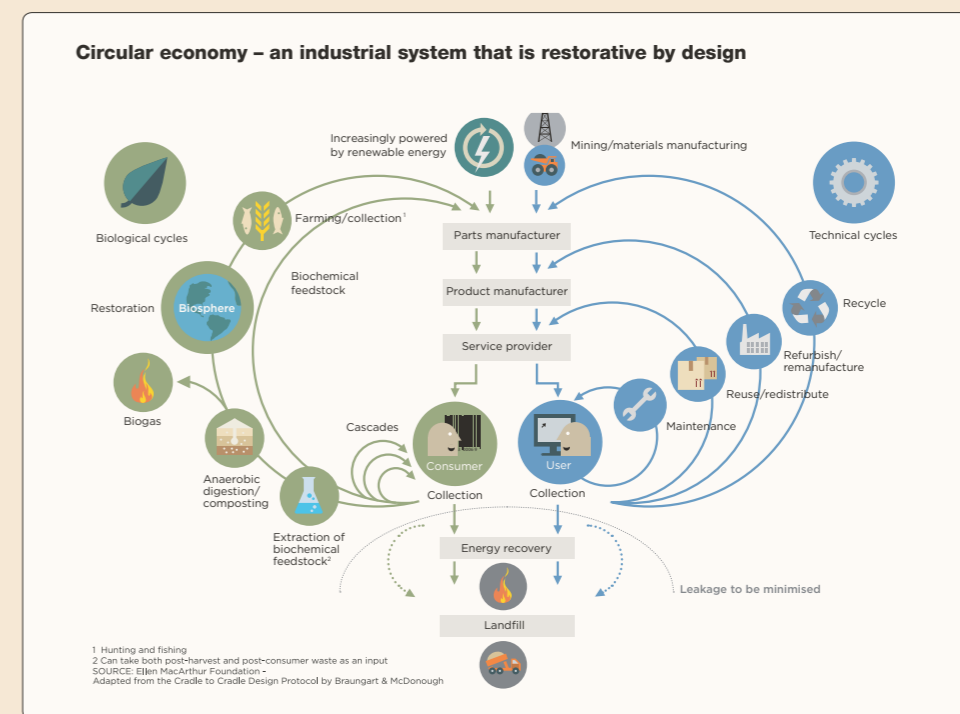 Circular economy – an industrial system that is restorative by design
Increasingly powered
by renewable energy
Mining/materials manufacturing
Biological cycles
Technical cycles
Farming/collection¹
Parts manufacturer
Biochemical
feedstock
Product manufacturer
Restoration
Biosphere
Recycle
Service provider
Refurbish/
remanufacture
Reuse/redistribute
Biogas
Maintenance
Cascades
Consumer
User
Collection
Collection
Anaerobic
digestion/
composting
Extraction of
biochemical
feedstock²
Energy recovery
Leakage to be minimised
Landfill
1 Hunting and fishing
2 Can take both post-harvest and post-consumer waste as an input
SOURCE: Ellen MacArthur Foundation -
Adapted from the Cradle to Cradle Design Protocol by Braungart & McDonough